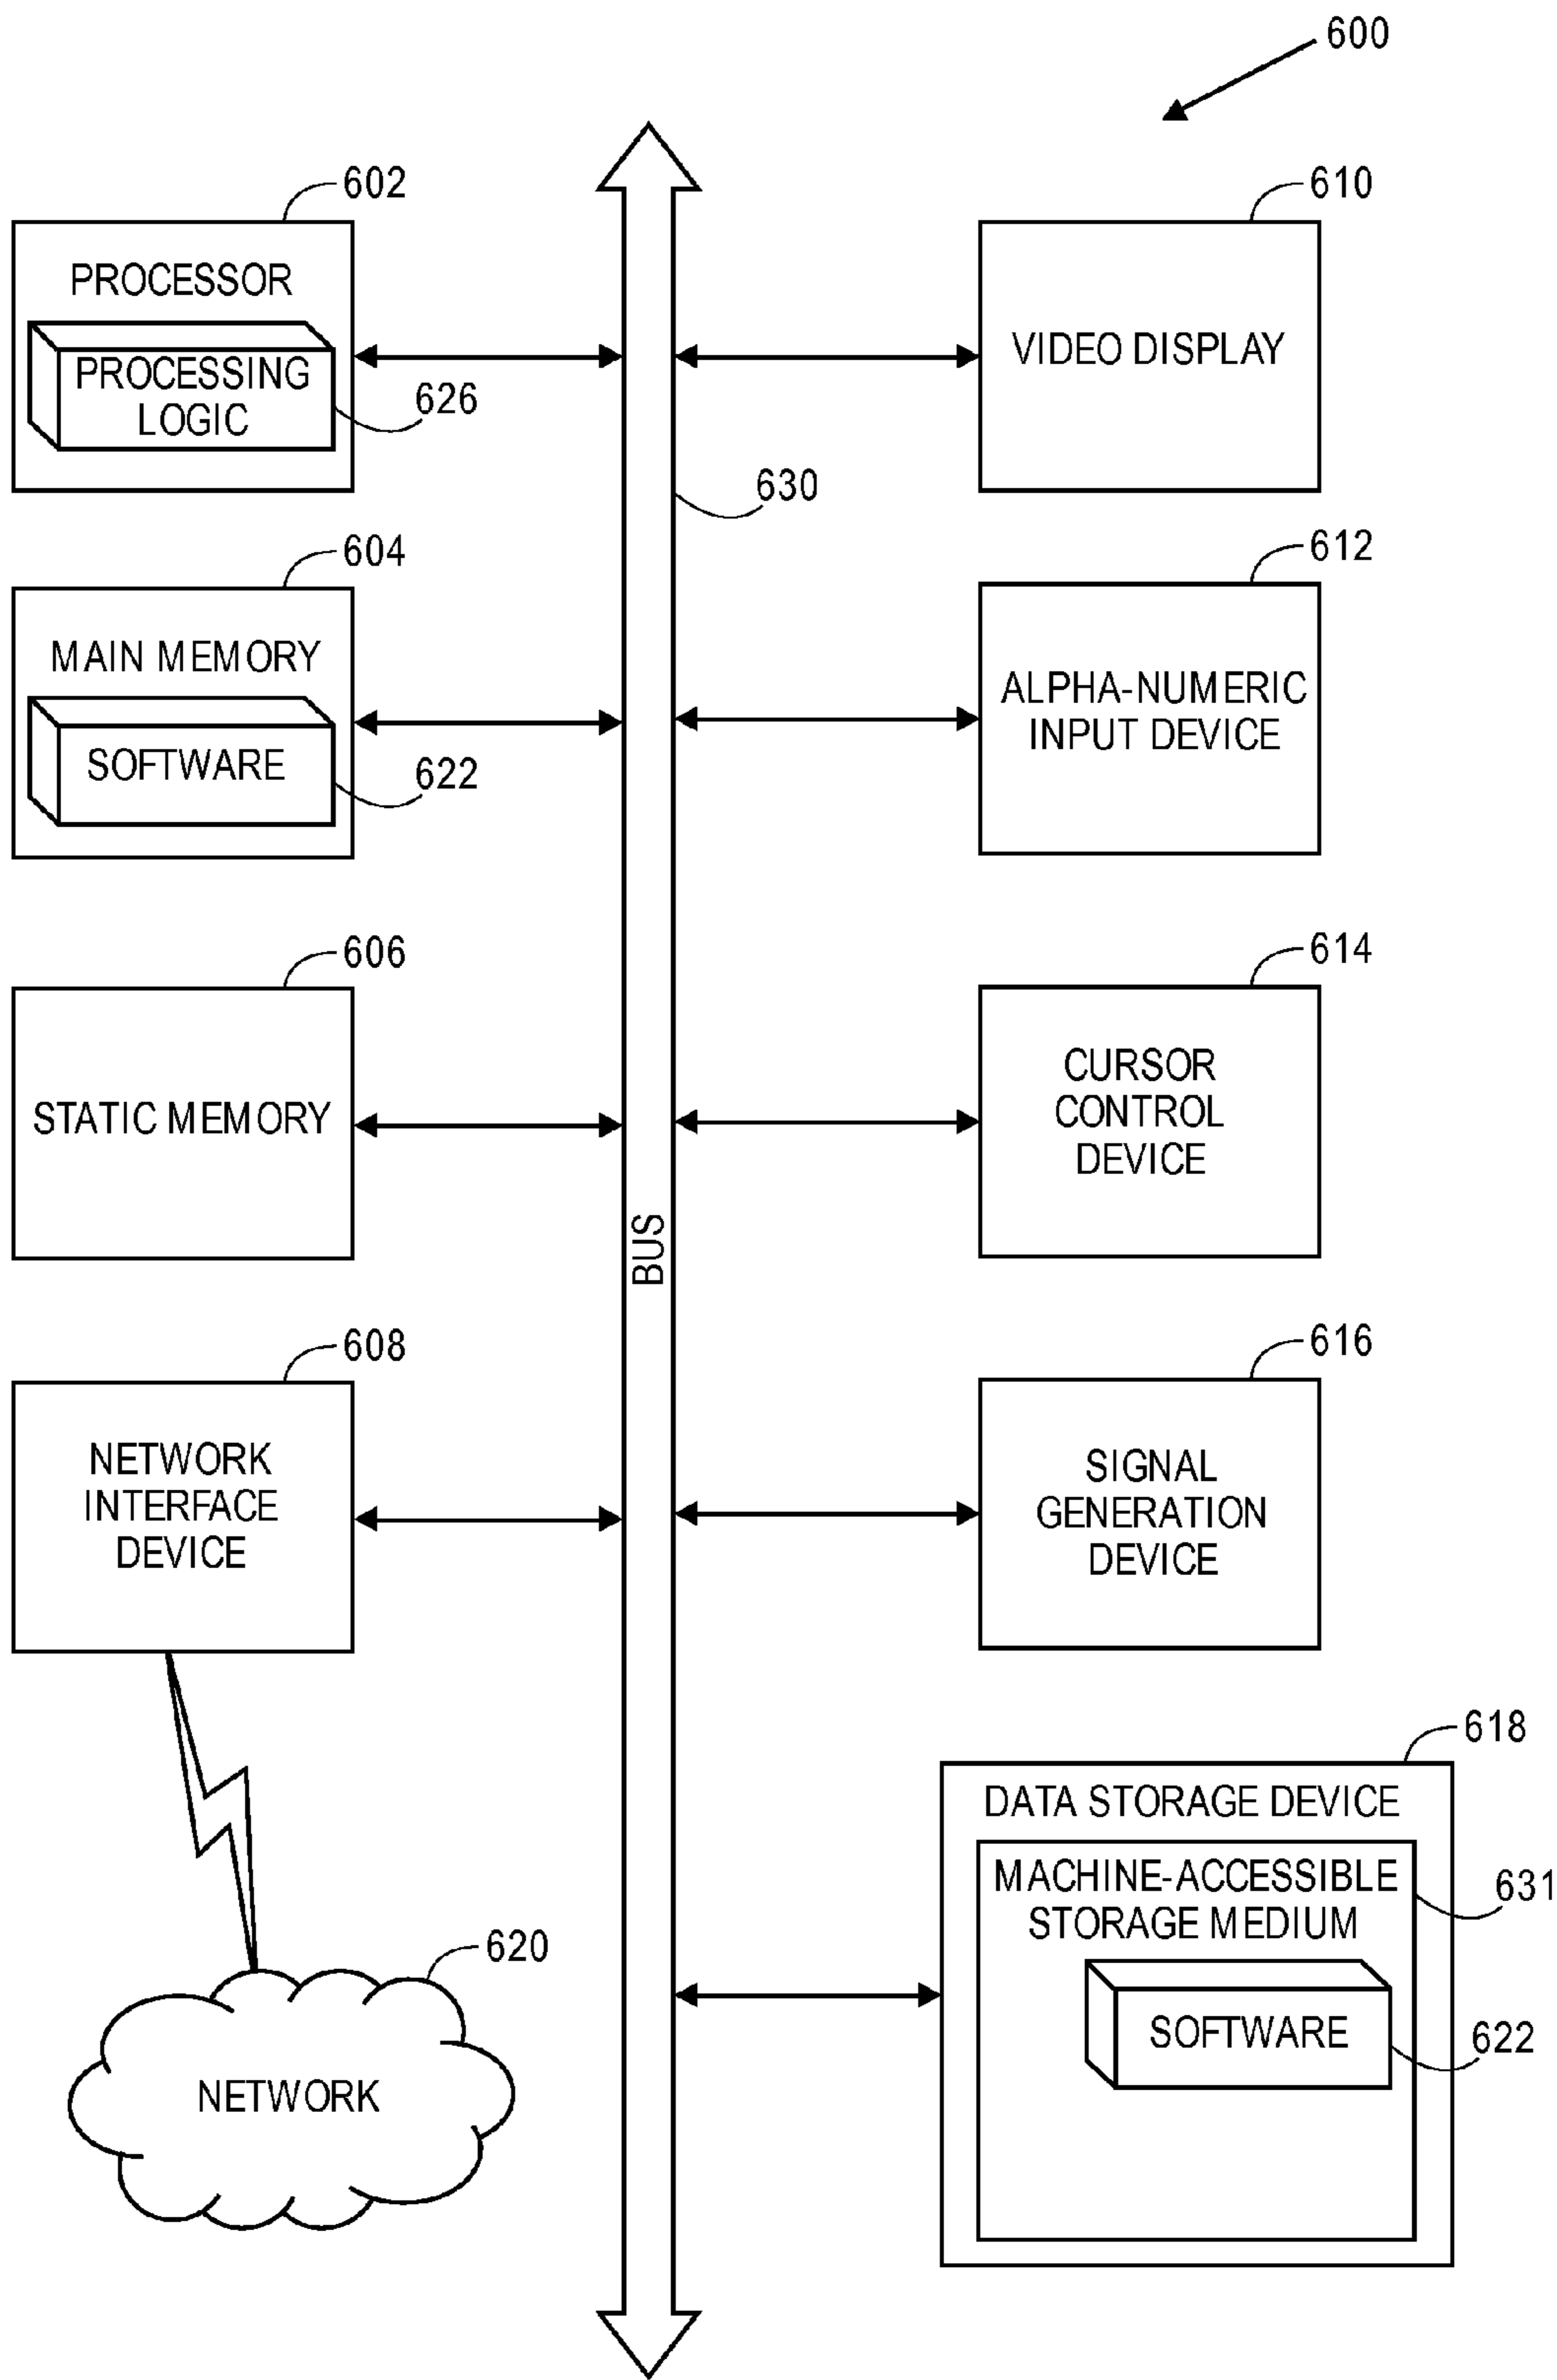 600
602
PROCESSOR
PROCESSING
LOGIC
626
610
VIDEO DISPLAY
630
604
MAIN MEMORY
SOFTWARE
622
612
ALPHA-NUMERIC
INPUT DEVICE
606
STATIC MEMORY
614
CURSOR
CONTROL
DEVICE
BUS
608
NETWORK
INTERFACE
DEVICE
616
SIGNAL
GENERATION
DEVICE
618
DATA STORAGE DEVICE
MACHINE-ACCESSIBLE
STORAGE MEDIUM
631
SOFTWARE
622
620
NETWORK